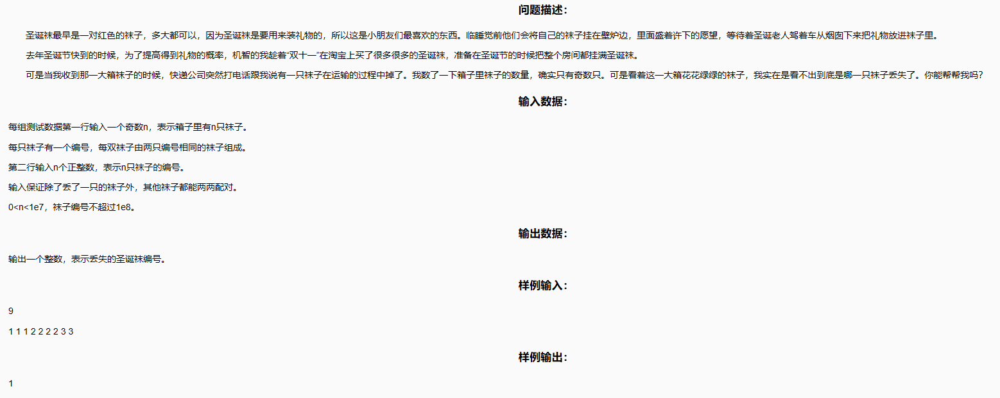 问题描述：
圣诞袜最早是一对红色的袜子，多大都可以，因为圣诞袜是要用来装礼物的，所以这是小朋友们最喜欢的东西。临睡觉前他们会将自己的袜子挂在壁炉边，里面盛着许下的愿望，等待着圣诞老人驾着车从烟囱下来把礼物放进袜子里。
去年圣诞节快到的时候，为了提高得到礼物的概率，机智的我趁着“双十一”在淘宝上买了很多很多的圣诞袜，准备在圣诞节的时候把整个房间都挂满圣诞袜。
可是当我收到那一大箱袜子的时候，快递公司突然打电话跟我说有一只袜子在运输的过程中掉了。我数了一下箱子里袜子的数量，确实只有奇数只。可是看着这一大箱花花绿绿的袜子，我实在是看不出到底是哪一只袜子丢失了。你能帮帮我吗？
输入数据：
每组测试数据第一行输入一个奇数n，表示箱子里有n只袜子。
每只袜子有一个编号，每双袜子由两只编号相同的袜子组成。
第二行输入n个正整数，表示n只袜子的编号。
输入保证除了丢了一只的袜子外，其他袜子都能两两配对。
0<n<1e7，袜子编号不超过1e8。
输出数据：
输出一个整数，表示丢失的圣诞袜编号。
样例输入：
9
1 1 1 2 2 2 2 3 3
样例输出：
1